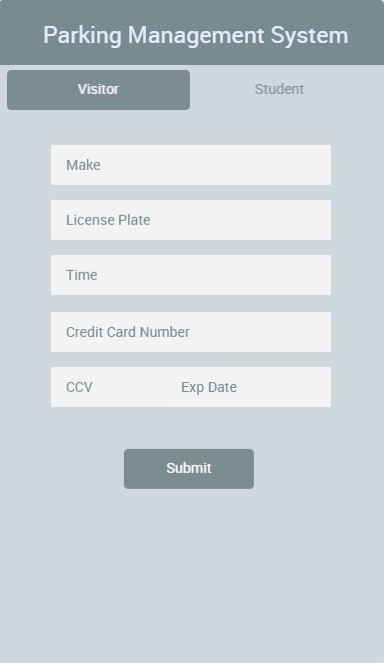 Parking Management System
Visitor Student
Make
License Plate
Time
Credit Card Number
CCV Exp Date
Submit